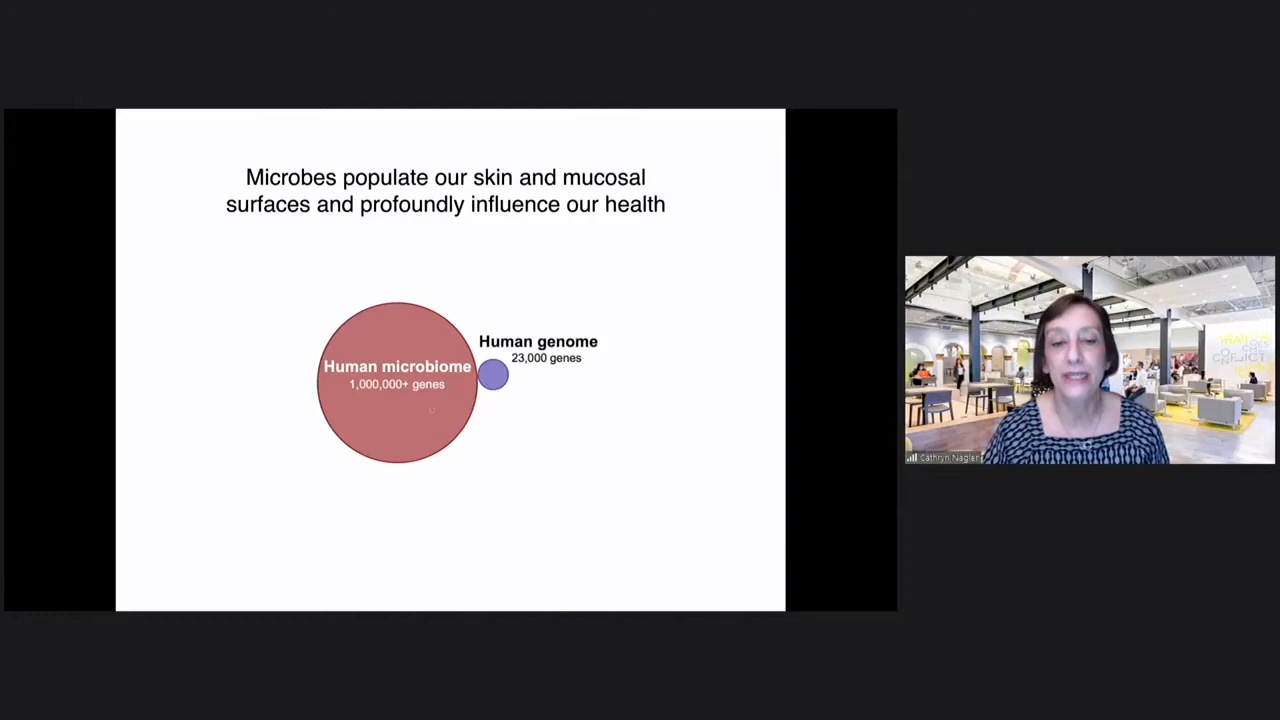 Microbes populate our skin and mucosal
surfaces and profoundly influence our health
Human genome
23,000 genes
Human microbiome
1,000,000+ genes
Cathryn Nagler
CONFLICT